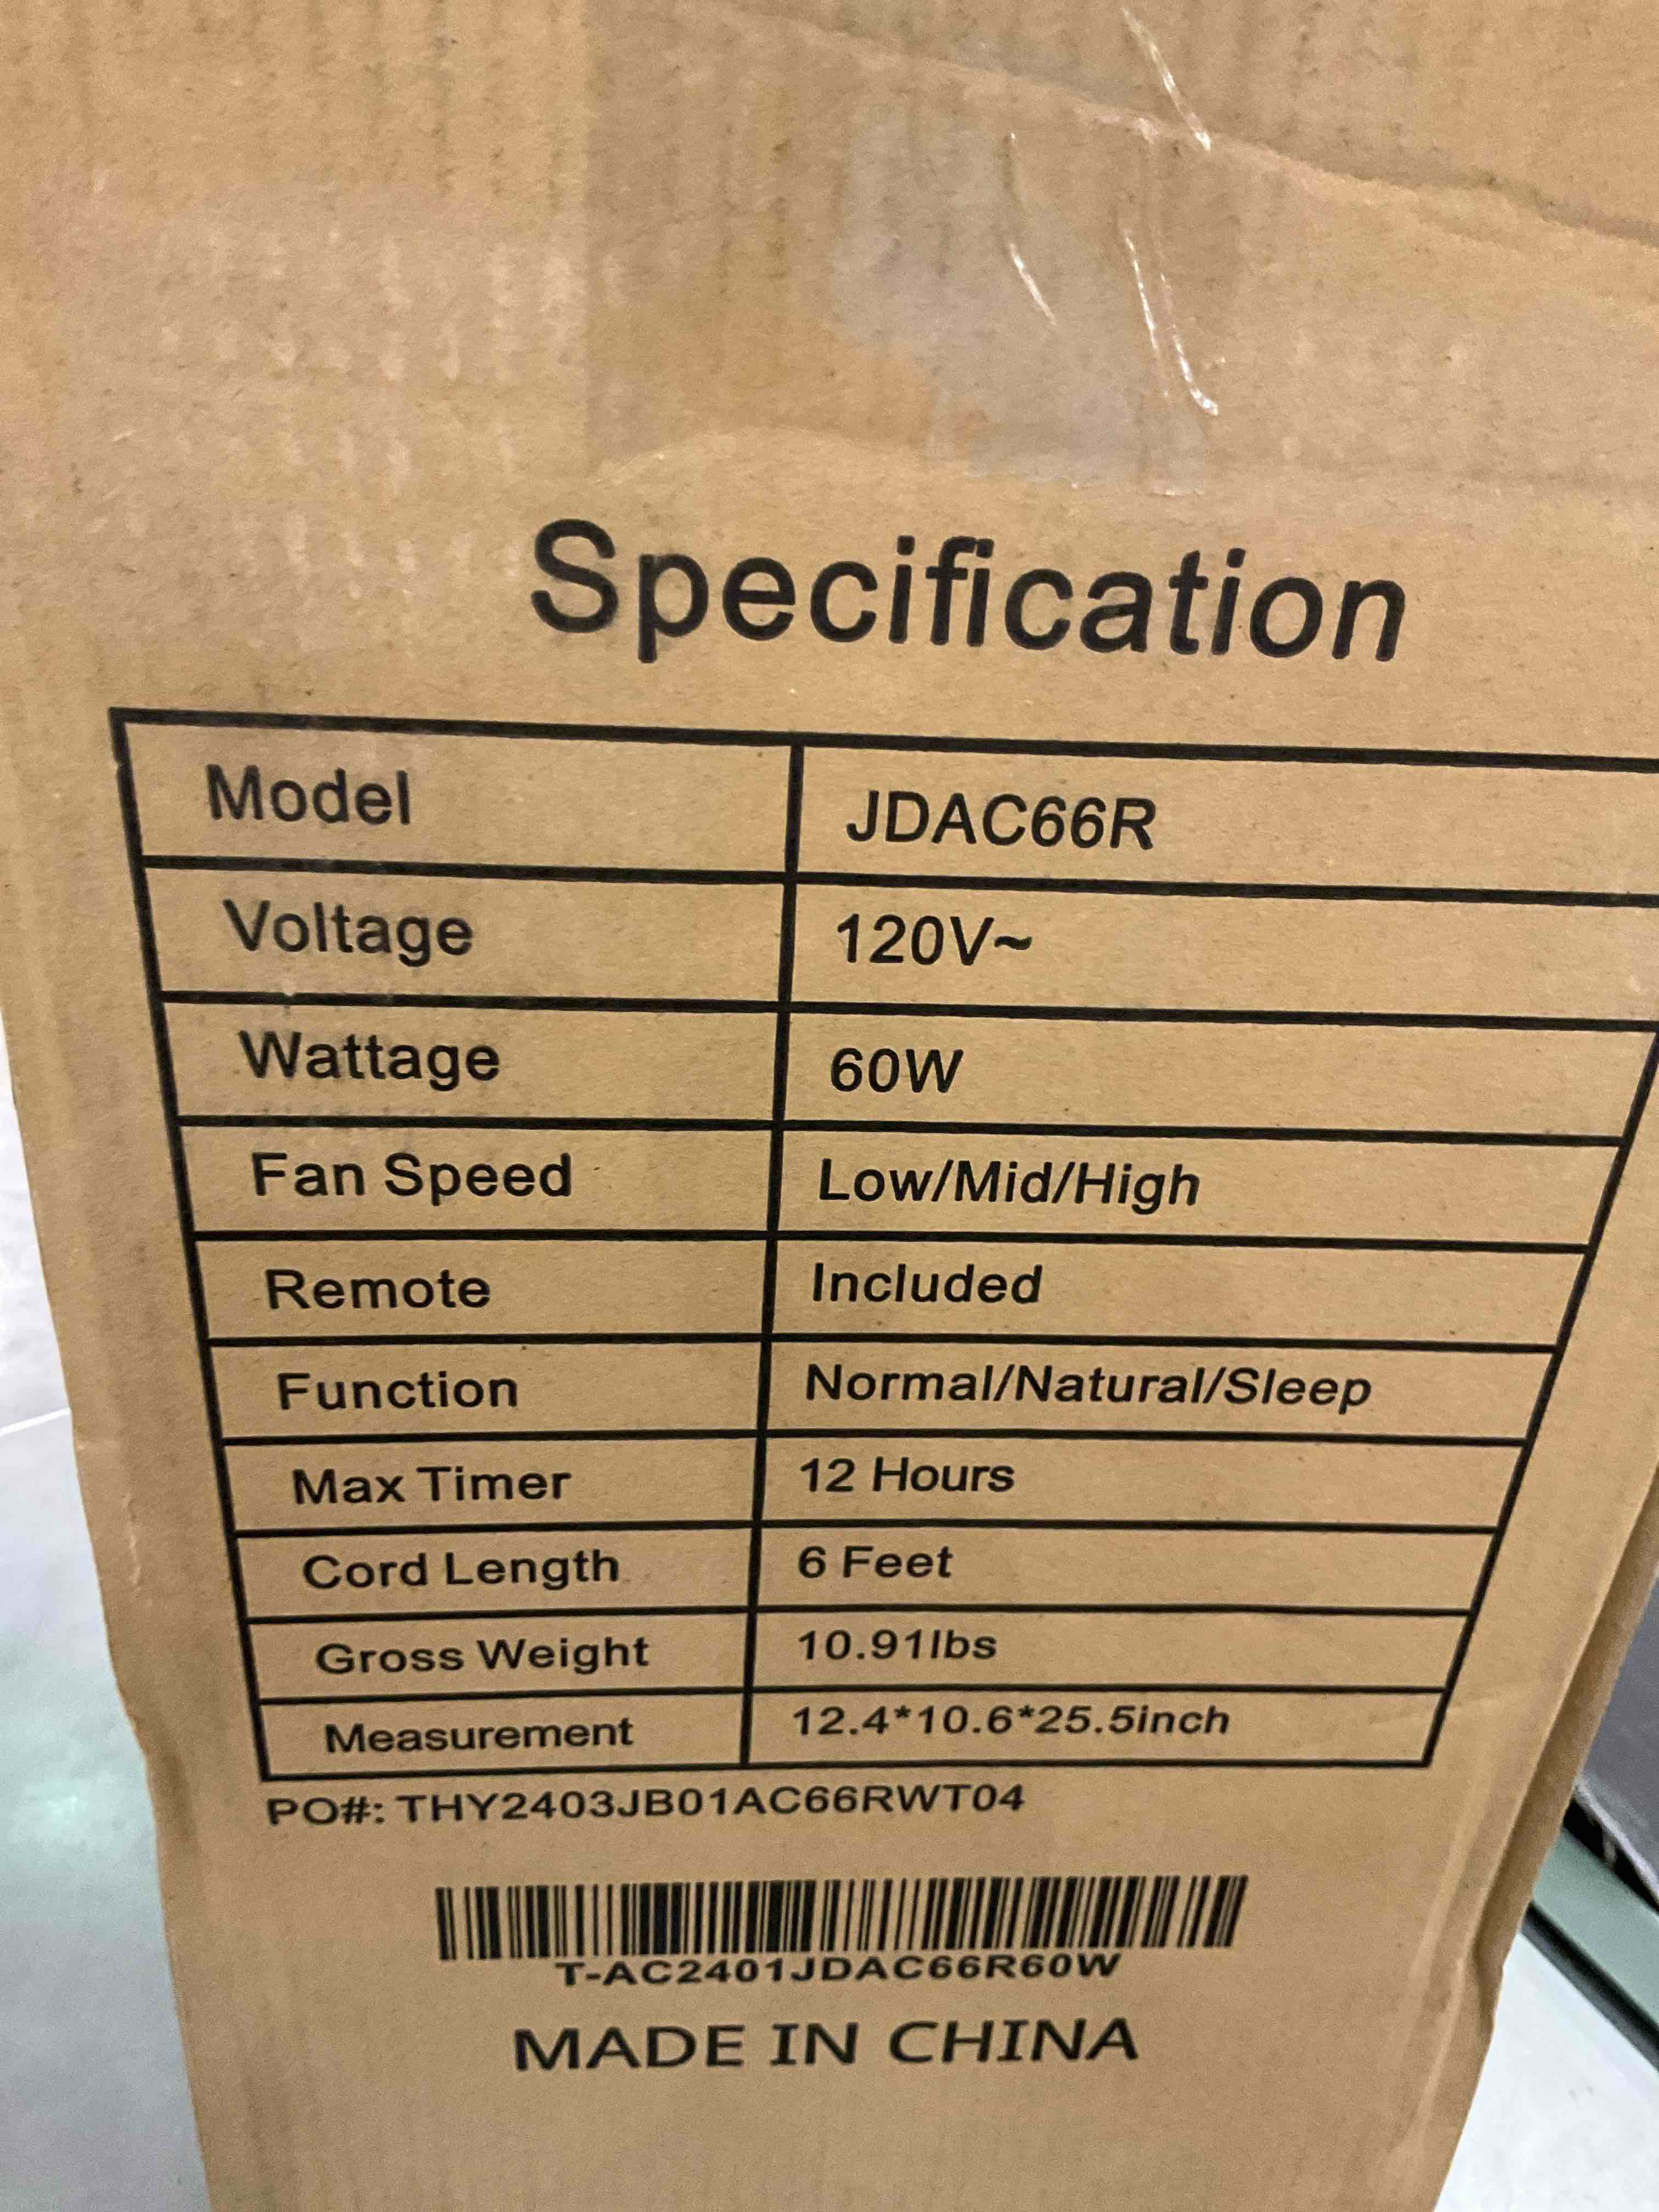 Specification
Model JDAC66R
Voltage 120V~
Wattage 60W
Fan Speed Low/Mid/High
Remote Included
Function Normal/Natural/Sleep
Max Timer 12 Hours
Cord Length 6 Feet
Gross Weight 10.91lbs
Measurement 12.4*10.6*25.5inch
PO#: THY2403JB01AC66RWT04
T-AC2401JDAC66R60W
MADE IN CHINA